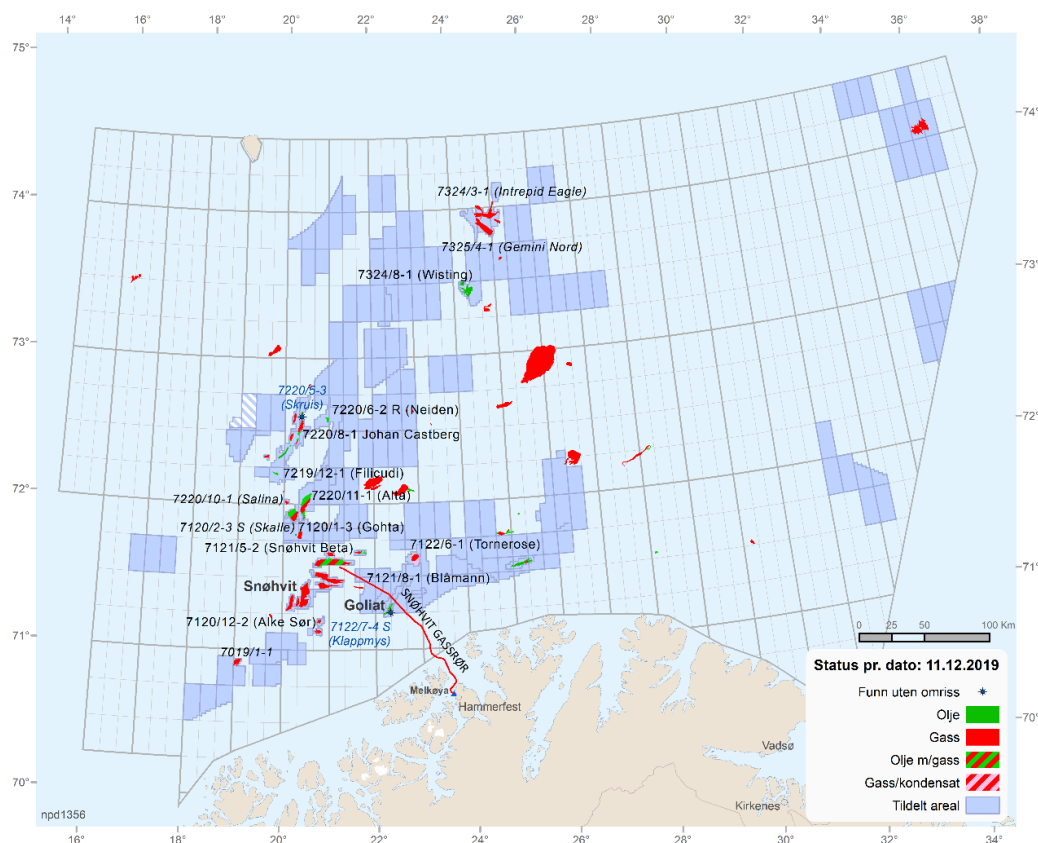 14° 16° 18° 20° 22° 24° 26° 28° 30° 32° 34° 36° 38°
75°
74°
74°
7324/3-1 (Intrepid Eagle)
7325/4-1 (Gemini Nord)
73°
7324/8-1 (Wisting)
73°
7220/5-3
(Skruis)
7220/6-2 R (Neiden)
72°
7220/8-1 Johan Castberg
7219/12-1 (Filicudi)
72°
7220/10-1 (Salina)
7220/11-1 (Alta)
7120/2-3 S (Skalle)
7120/1-3 (Gohta)
7121/5-2 (Snøhvit Beta)
7122/6-1 (Tornerose)
71°
7121/8-1 (Blåmann)
Snøhvit
Goliat
SNØHVIT GASSRØR
7120/12-2 (Alke Sør)
7122/7-4 S
(Klappmys)
71°
7019/1-1
0 25 50 100 Km
Status pr. dato: 11.12.2019
Funn uten omriss
Olje
Gass
Olje m/gass
Gass/kondensat
Tildelt areal
Melkøya
Hammerfest
70°
Vadsø
70°
Kirkenes
npd1356
16° 18° 20° 22° 24° 26° 28° 30° 32° 34°